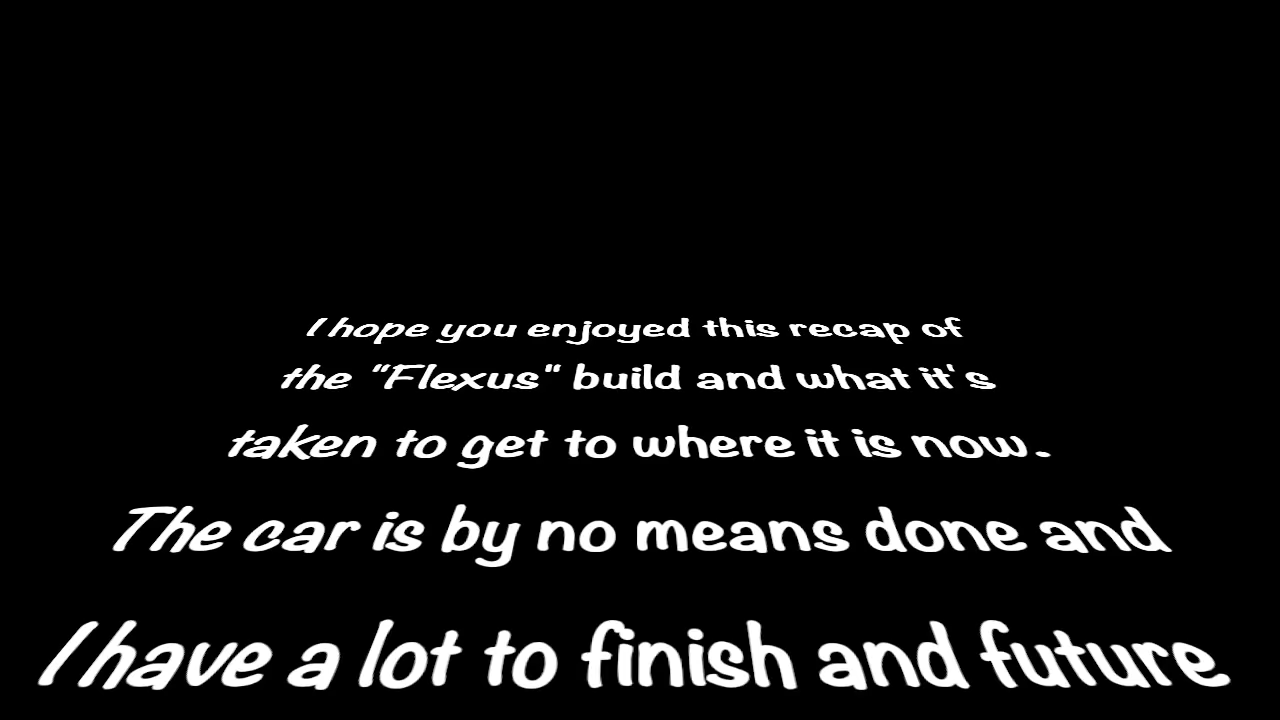 I hope you enjoyed this recap of
the "Flexus" build and what it's
taken to get to where it is now.
The car is by no means done and
I have a lot to finish and future